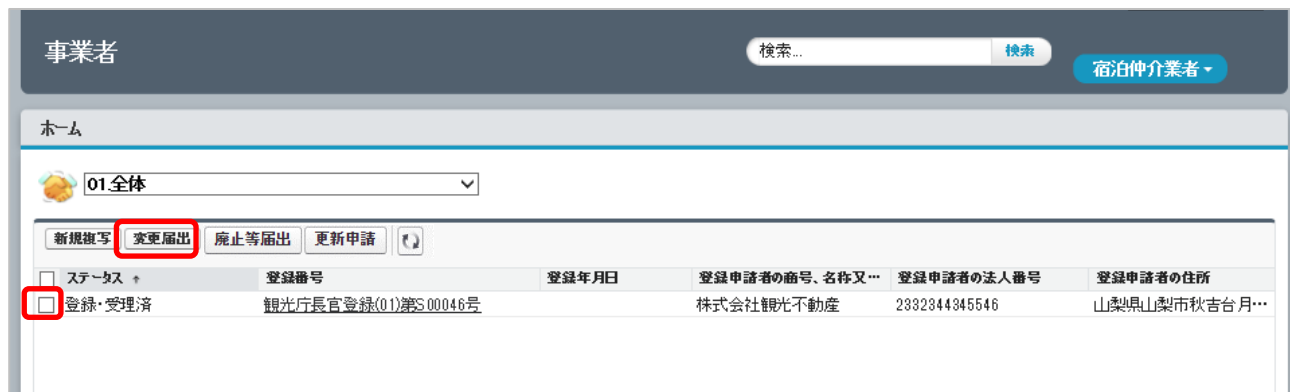 事業者
検索...
検索
宿泊仲介業者
ホーム
01.全体
新規複写 変更届出 廃止等届出 更新申請
ステータス ↑ 登録番号 登録年月日 登録申請者の商号、名称又… 登録申請者の法人番号 登録申請者の住所
登録・受理済 観光庁長官登録(01)第S00046号 株式会社観光不動産 2332344345546 山梨県山梨市秋吉台月…